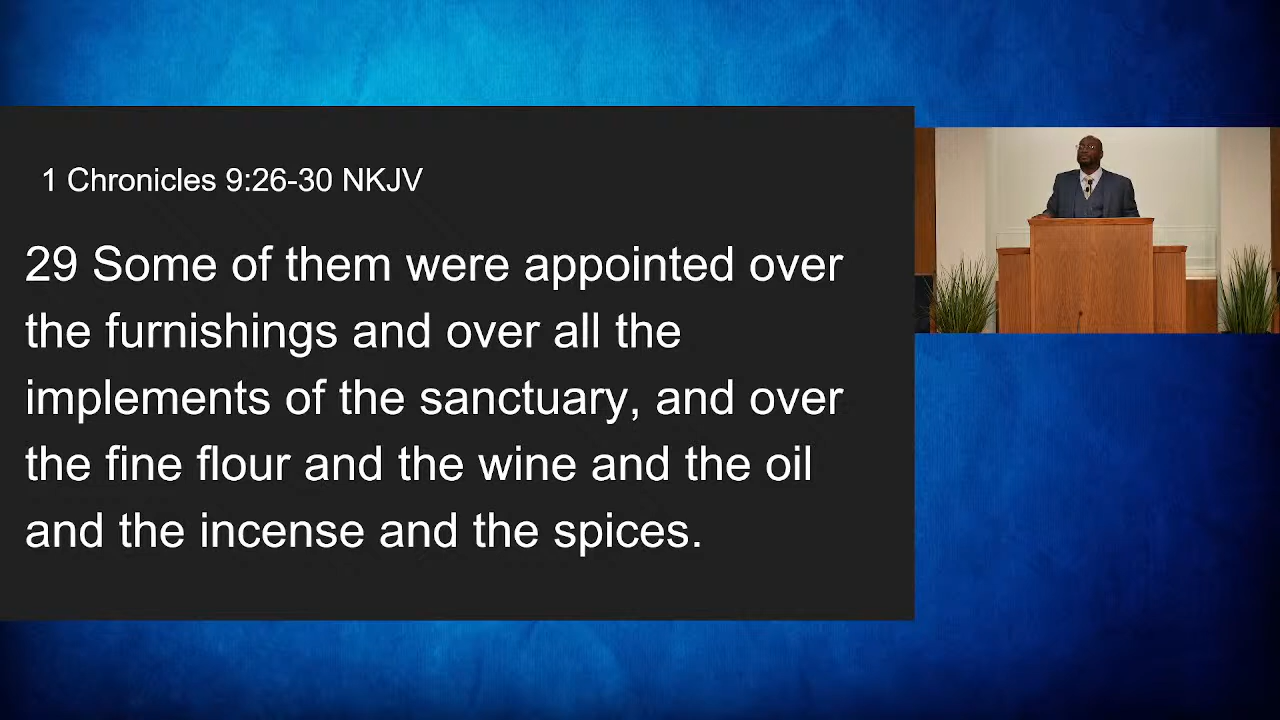 1 Chronicles 9:26-30 NKJV
29 Some of them were appointed over
the furnishings and over all the
implements of the sanctuary, and over
the fine flour and the wine and the oil
and the incense and the spices.